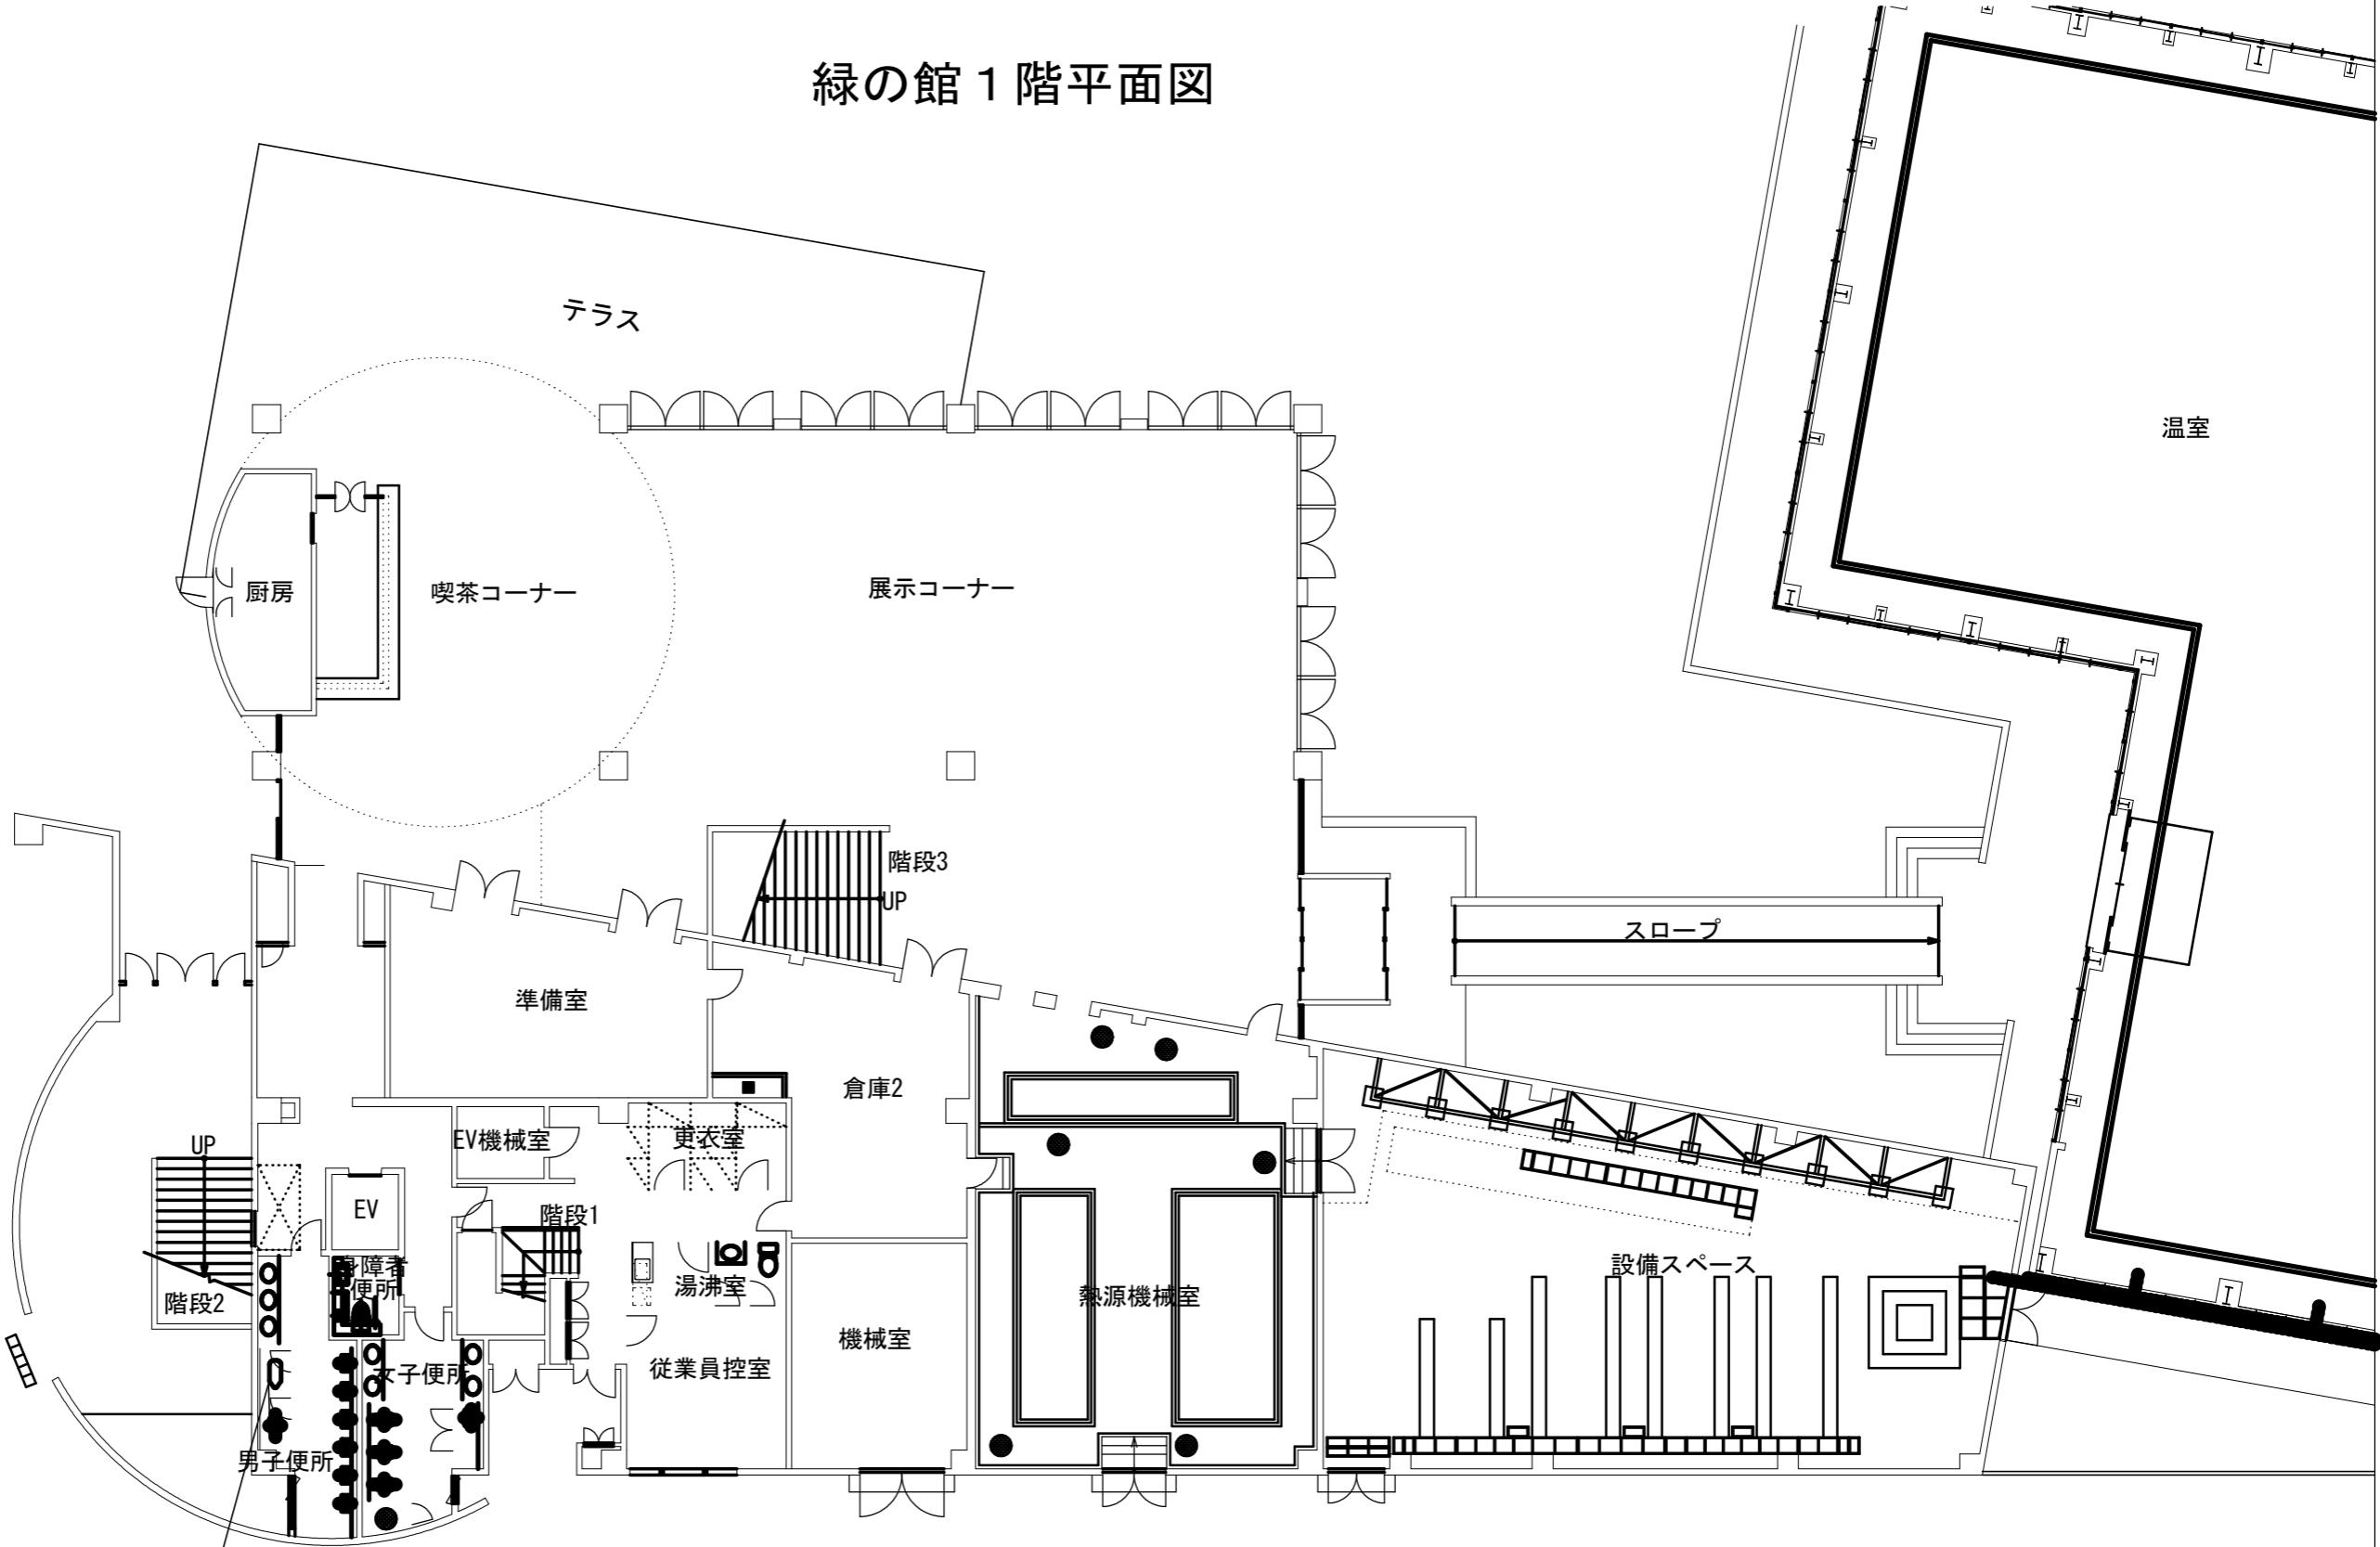 緑の館１階平面図
テラス
温室
厨房
喫茶コーナー
展示コーナー
階段3
UP
スロープ
準備室
倉庫2
UP
EV機械室
更衣室
EV
階段1
身障者
便所
階段2
湯沸室
熱源機械室
設備スペース
機械室
女子便所
従業員控室
男子便所